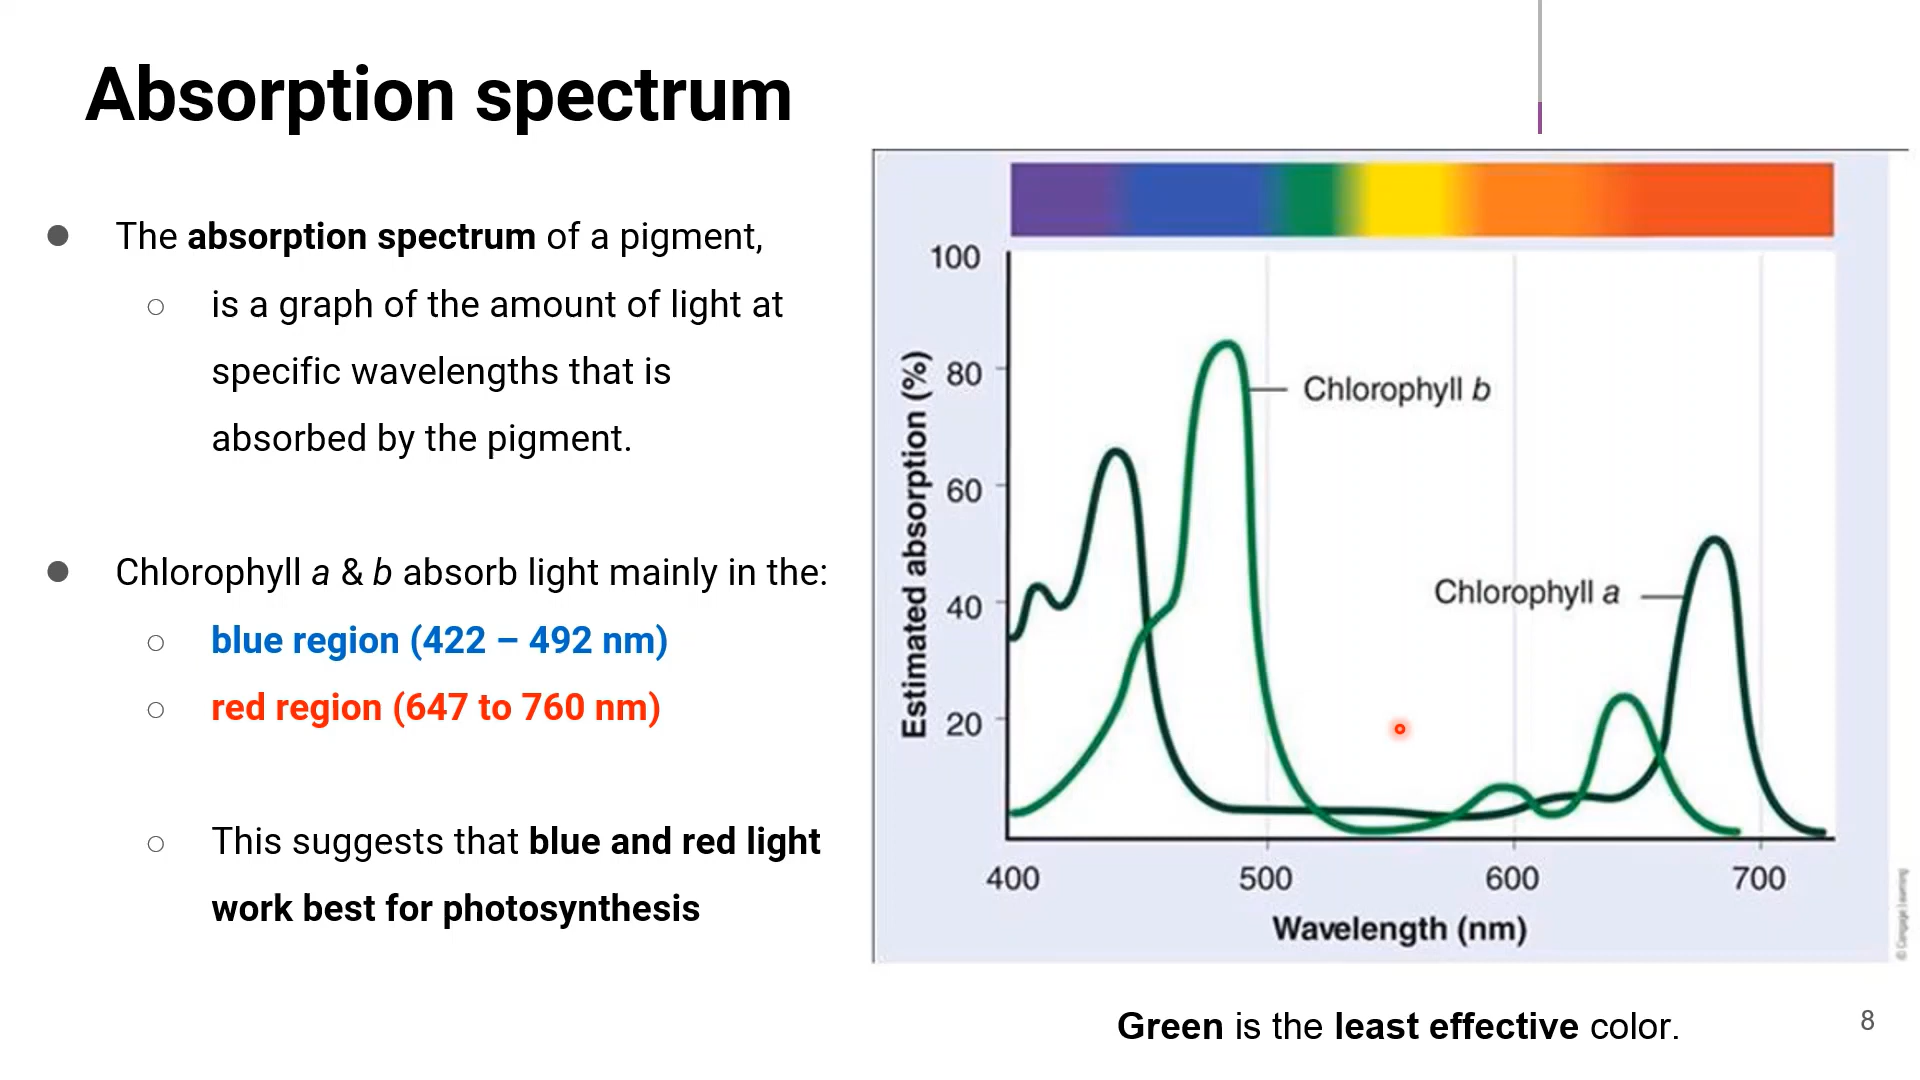 Absorption spectrum
● The absorption spectrum of a pigment,
○ is a graph of the amount of light at
specific wavelengths that is
absorbed by the pigment.
● Chlorophyll a & b absorb light mainly in the:
○ blue region (422 – 492 nm)
○ red region (647 to 760 nm)
○ This suggests that blue and red light
work best for photosynthesis
100
80
60
40
20
Estimated absorption (%)
Chlorophyll b
Chlorophyll a
400 500 600 700
Wavelength (nm)
© Cengage Learning
Green is the least effective color.
8